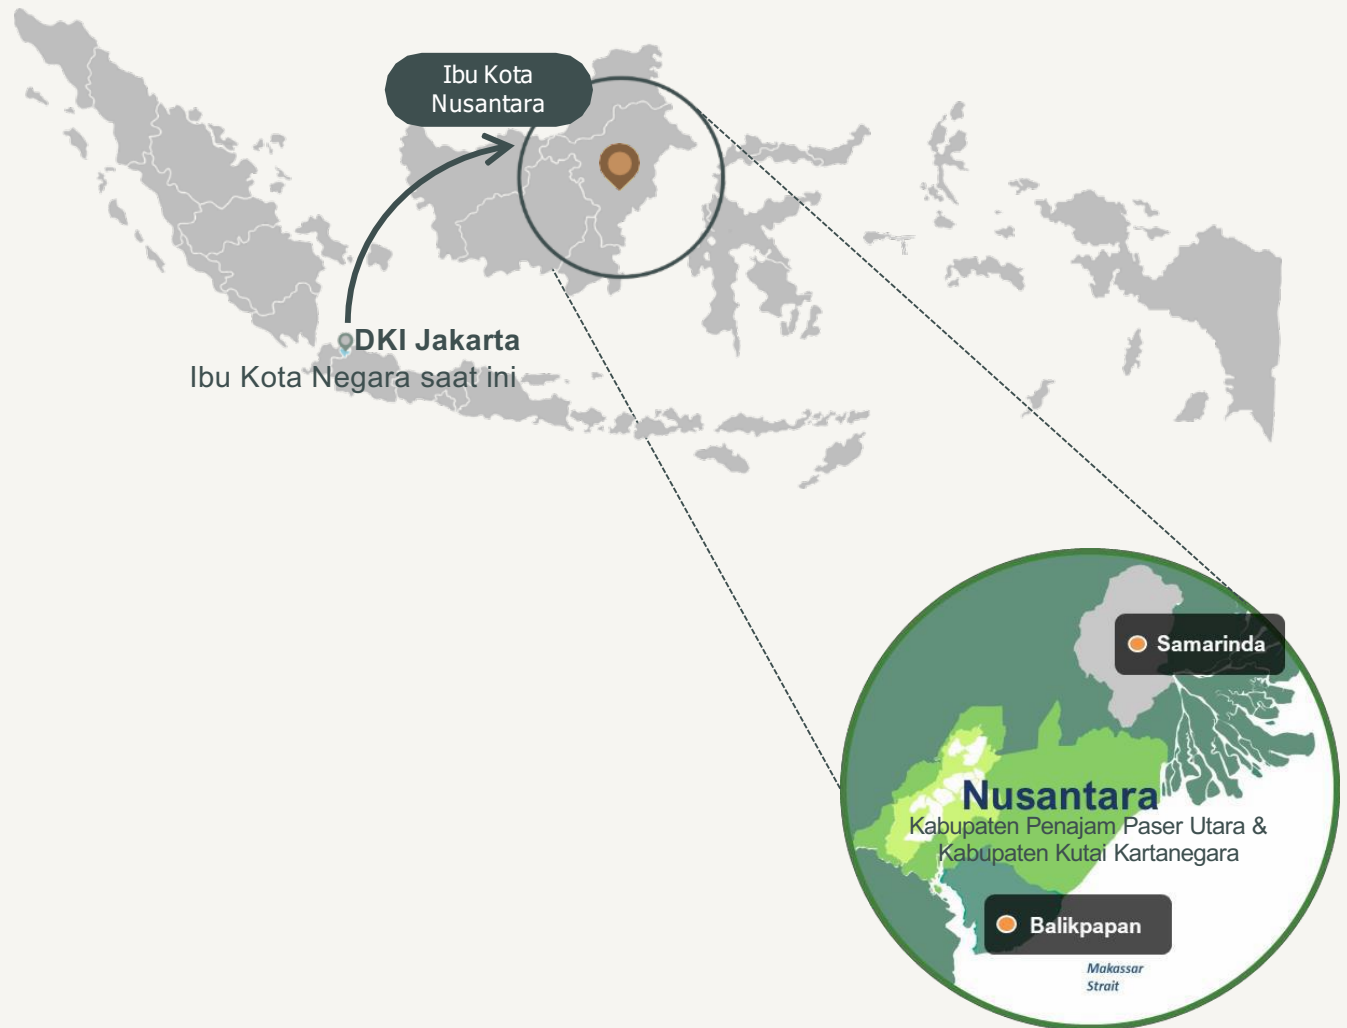 Ibu Kota
Nusantara
DKI Jakarta
Ibu Kota Negara saat ini
Samarinda
Nusantara
Kabupaten Penajam Paser Utara &
Kabupaten Kutai Kartanegara
Balikpapan
Makassar
Strait